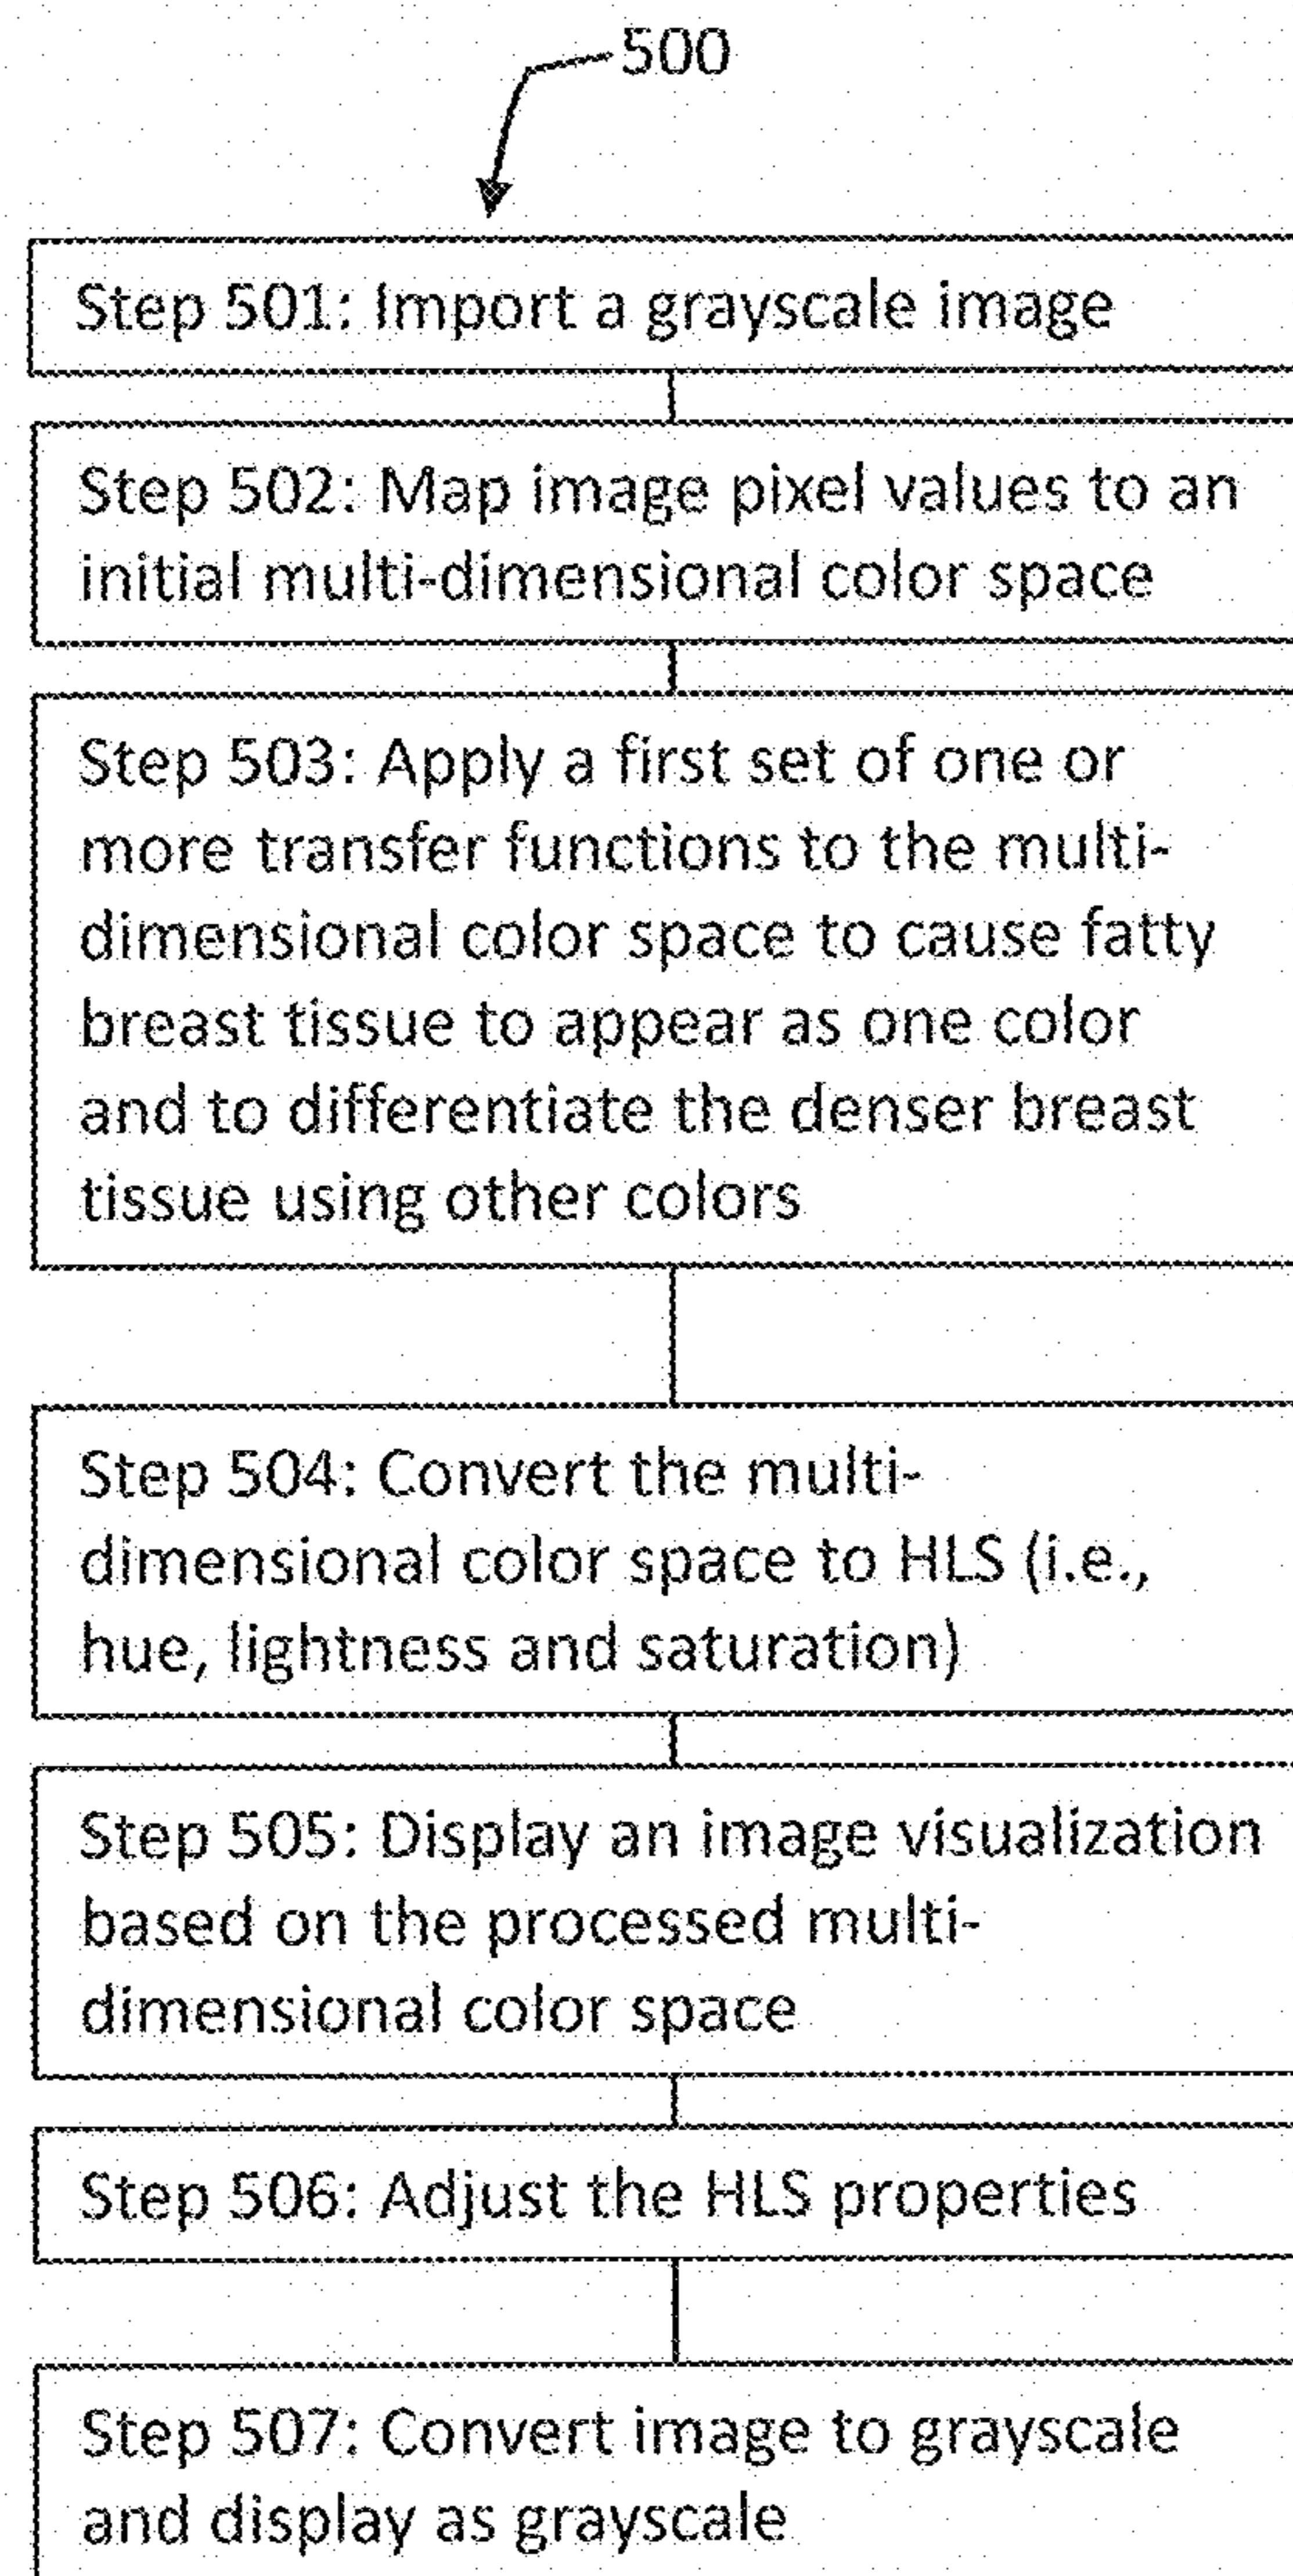 500
Step 501: Import a grayscale image
Step 502: Map image pixel values to an
initial multi-dimensional color space
Step 503: Apply a first set of one or
more transfer functions to the multi-
dimensional color space to cause fatty
breast tissue to appear as one color
and to differentiate the denser breast
tissue using other colors
Step 504: Convert the multi-
dimensional color space to HLS (i.e.,
hue, lightness and saturation)
Step 505: Display an image visualization
based on the processed multi-
dimensional color space
Step 506: Adjust the HLS properties
Step 507: Convert image to grayscale
and display as grayscale